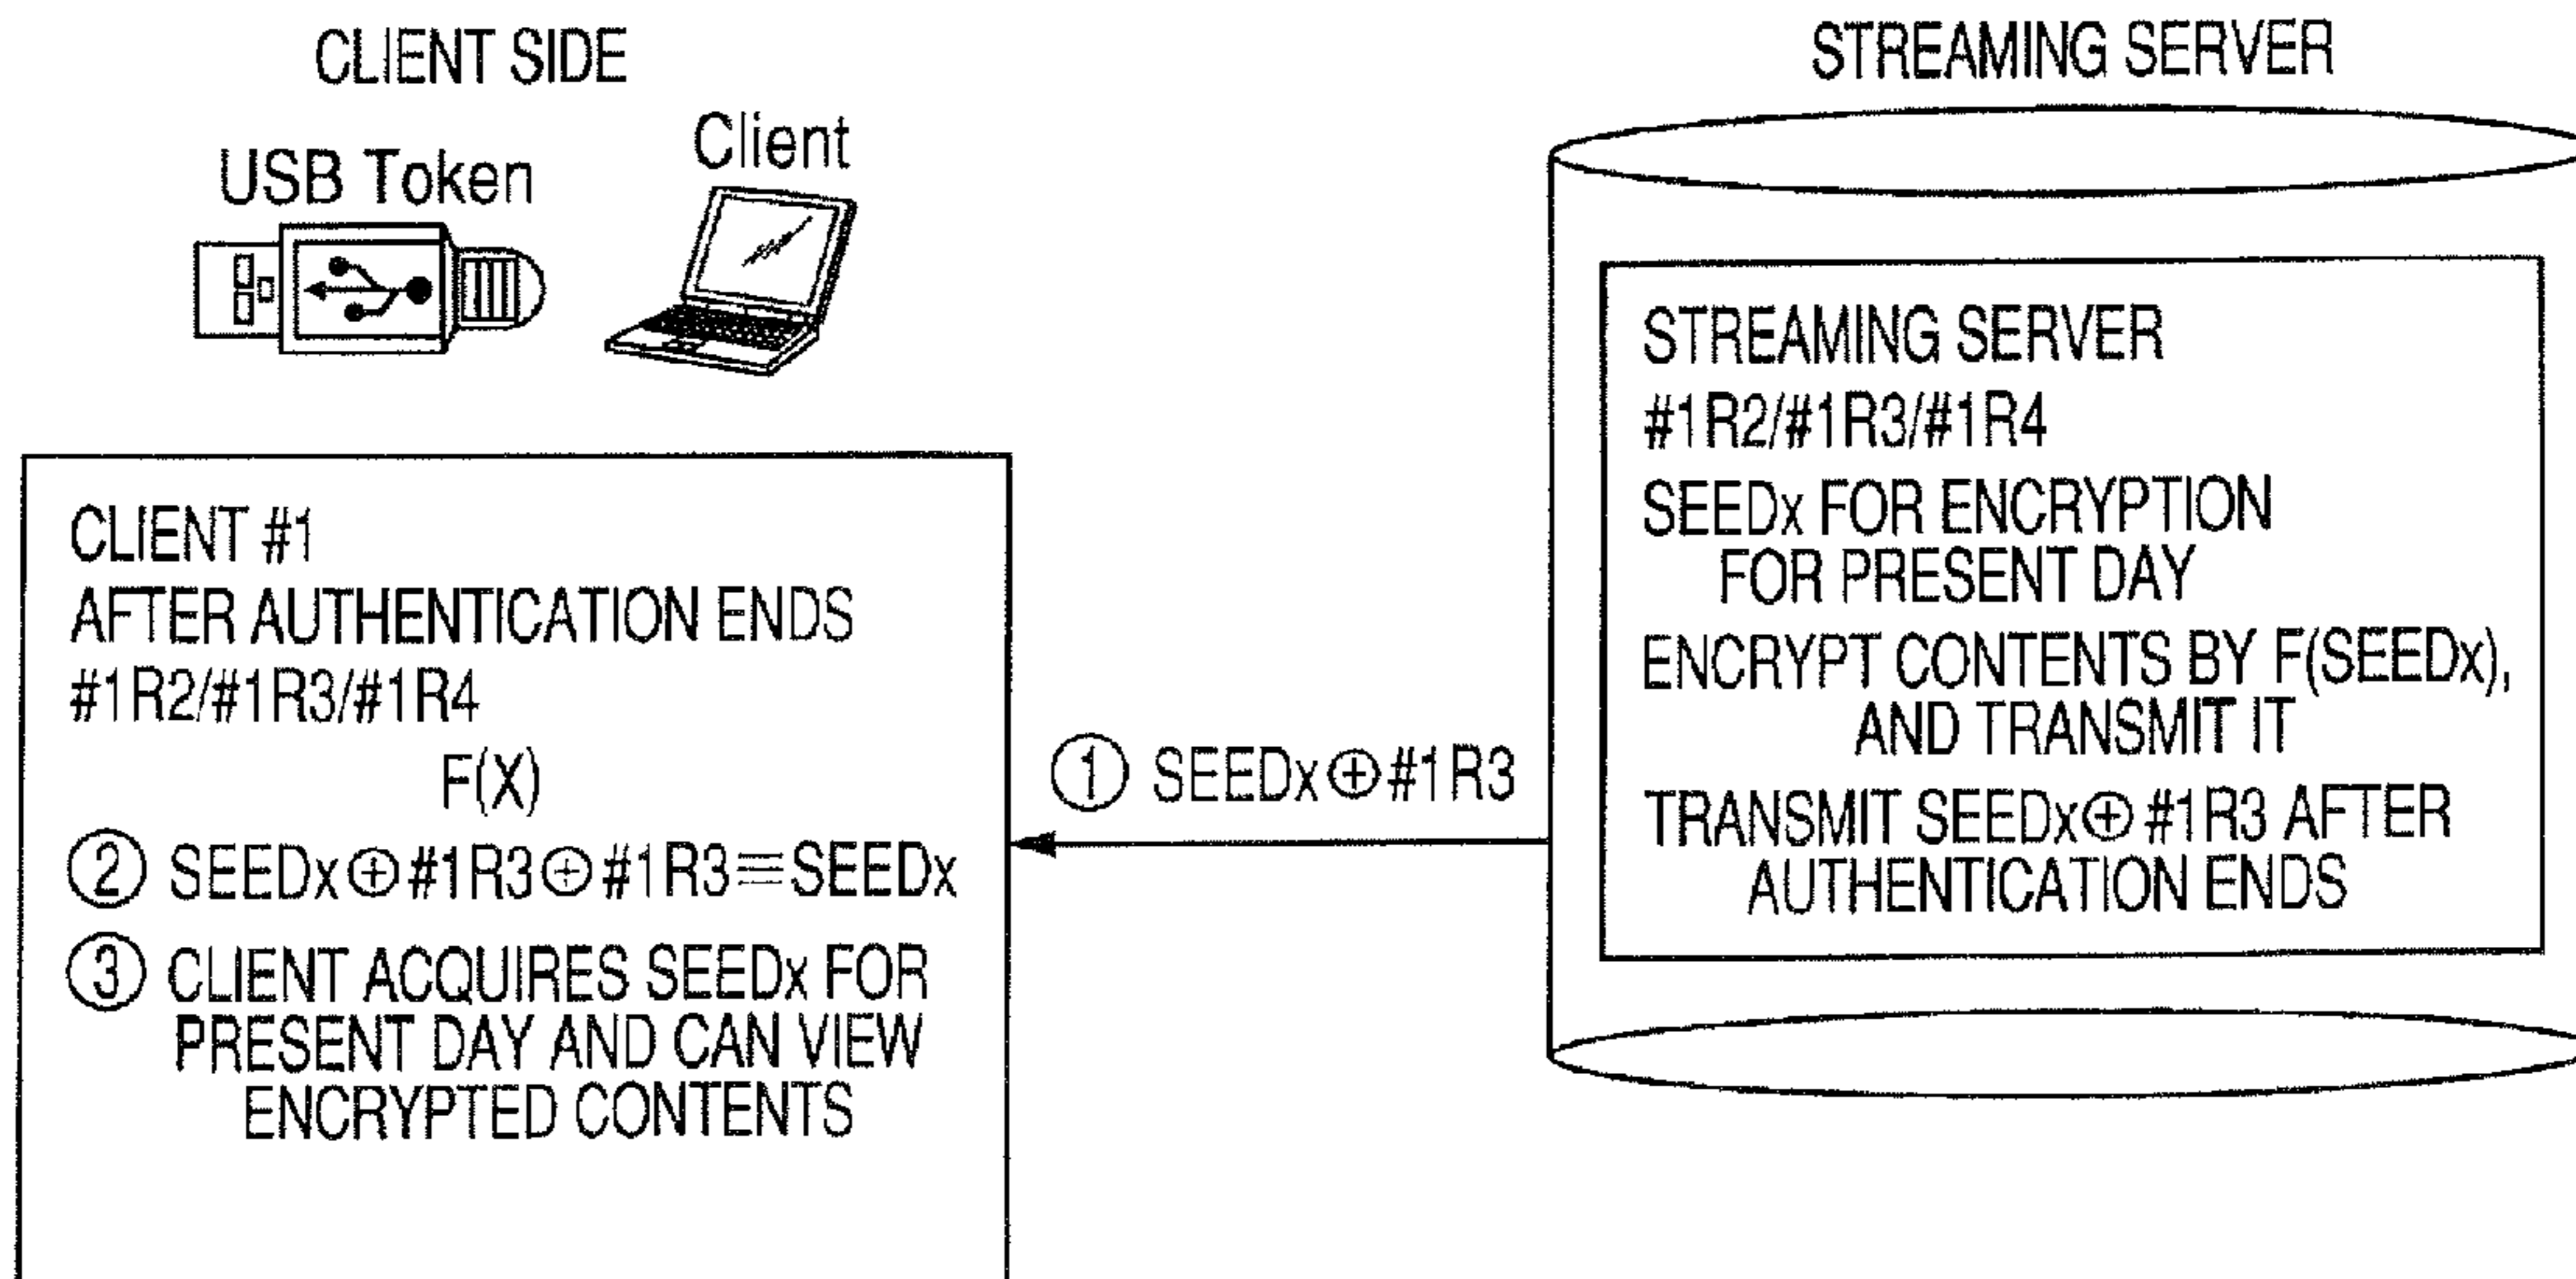 CLIENT SIDE
USB Token
Client
CLIENT #1
AFTER AUTHENTICATION ENDS
#1R2/#1R3/#1R4
F(X)
② SEEDx⊕#1R3⊕#1R3≡SEEDx
③ CLIENT ACQUIRES SEEDx FOR
PRESENT DAY AND CAN VIEW
ENCRYPTED CONTENTS
① SEEDx⊕#1R3
STREAMING SERVER
STREAMING SERVER
#1R2/#1R3/#1R4
SEEDx FOR ENCRYPTION
FOR PRESENT DAY
ENCRYPT CONTENTS BY F(SEEDx),
AND TRANSMIT IT
TRANSMIT SEEDx⊕#1R3 AFTER
AUTHENTICATION ENDS